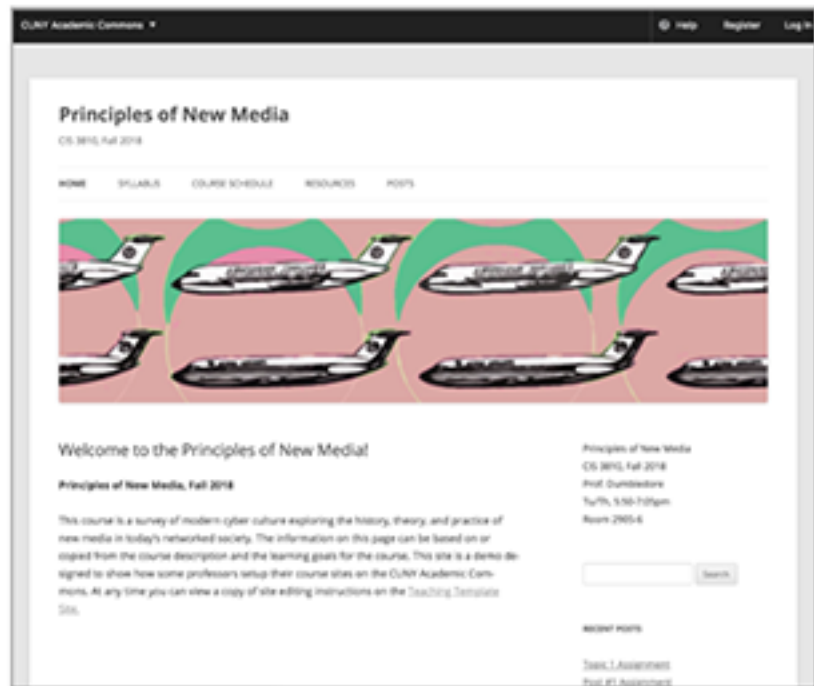 CUNY Academic Commons
Help Register Log In
Principles of New Media
CIS 3810, Fall 2018
HOME SYLLABUS COURSE SCHEDULE RESOURCES POSTS
Welcome to the Principles of New Media!
Principles of New Media, Fall 2018
This course is a survey of modern cyber culture exploring the history, theory, and practice of
new media in today's networked society. The information on this page can be based on or
copied from the course description and the learning goals for the course. This site is a demo de-
signed to show how some professors setup their course sites on the CUNY Academic Com-
mons. At any time you can view a copy of site editing instructions on the Teaching Template
Site.
Principles of New Media
CIS 3810, Fall 2018
Prof. Dumbledore
Tu/Th, 5:50-7:05pm
Room 2905-6
Search
RECENT POSTS
Topic 1 Assignment
Post #1 Assignment